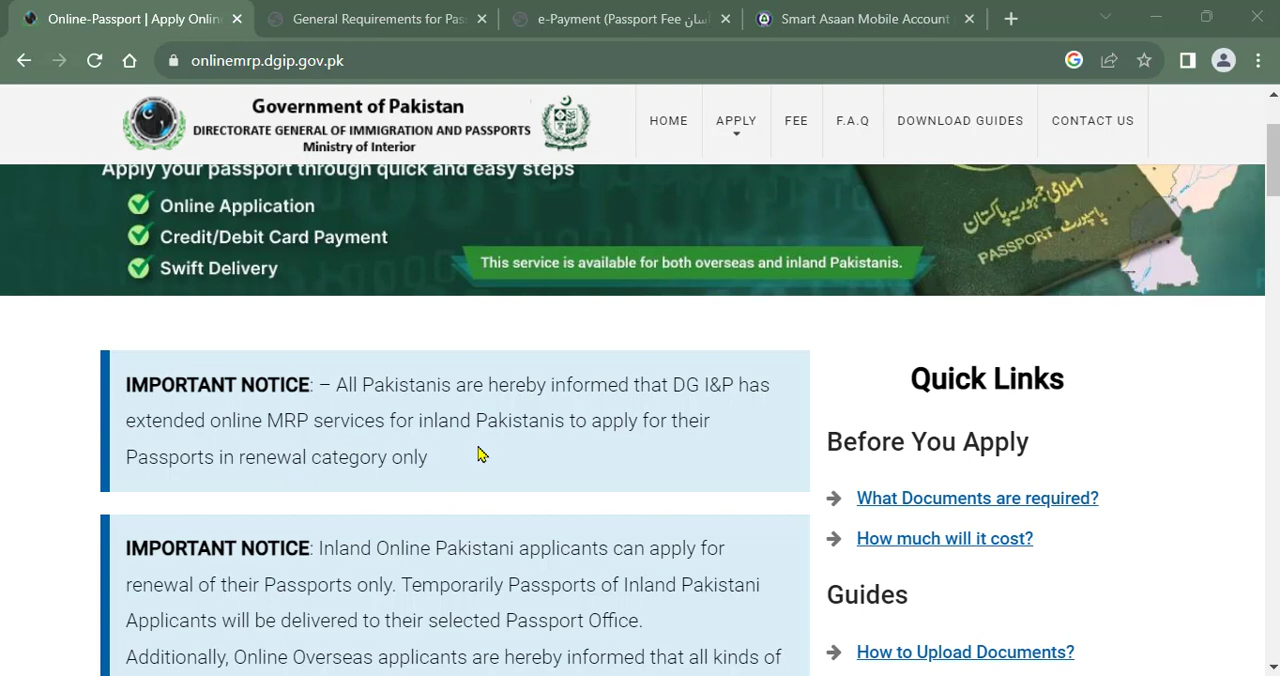 Online-Passport | Apply Onlin
General Requirements for Pas
e-Payment (Passport Fee آسان
Smart Asaan Mobile Account
onlinemrp.dgip.gov.pk
Government of Pakistan
DIRECTORATE GENERAL OF IMMIGRATION AND PASSPORTS
Ministry of Interior
HOME
APPLY
FEE
F.A.Q
DOWNLOAD GUIDES
CONTACT US
Apply your passport through quick and easy steps
Online Application
Credit/Debit Card Payment
Swift Delivery
This service is available for both overseas and inland Pakistanis.
اسلامی جمہوریہ پاکستان
پاسپورٹ
PASSPORT
IMPORTANT NOTICE: – All Pakistanis are hereby informed that DG I&P has
extended online MRP services for inland Pakistanis to apply for their
Passports in renewal category only
IMPORTANT NOTICE: Inland Online Pakistani applicants can apply for
renewal of their Passports only. Temporarily Passports of Inland Pakistani
Applicants will be delivered to their selected Passport Office.
Additionally, Online Overseas applicants are hereby informed that all kinds of
Quick Links
Before You Apply
What Documents are required?
How much will it cost?
Guides
How to Upload Documents?